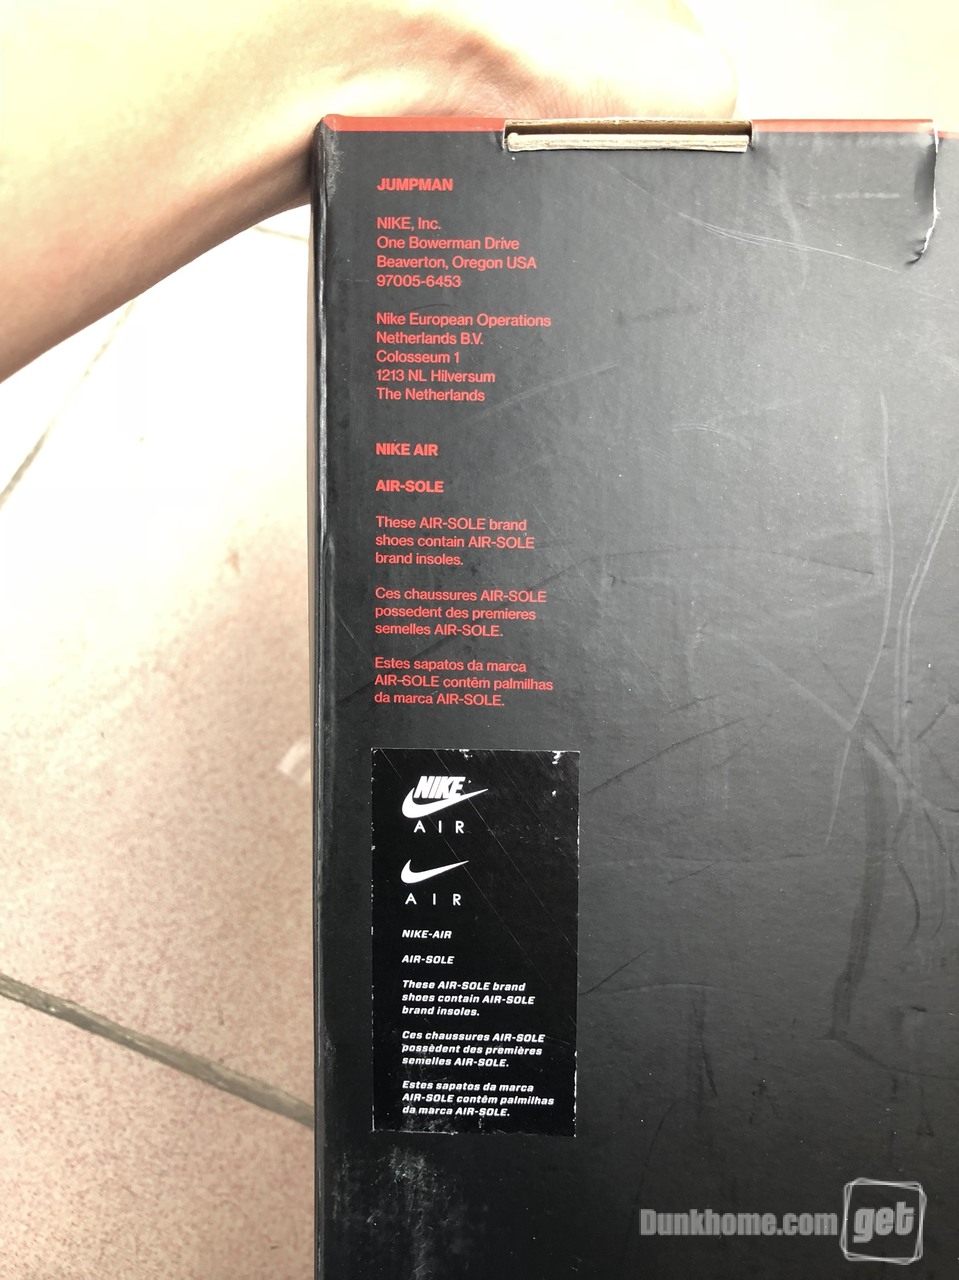 JUMPMAN
NIKE, Inc.
One Bowerman Drive
Beaverton, Oregon USA
97005-6453
Nike European Operations
Netherlands B.V.
Colosseum 1
1213 NL Hilversum
The Netherlands
NIKE AIR
AIR-SOLE
These AIR-SOLE brand
shoes contain AIR-SOLE
brand insoles.
Ces chaussures AIR-SOLE
possedent des premieres
semelles AIR-SOLE.
Estes sapatos da marca
AIR-SOLE contêm palmilhas
da marca AIR-SOLE.
NIKE
AIR
AIR
NIKE-AIR
AIR-SOLE
These AIR-SOLE brand
shoes contain AIR-SOLE
brand insoles.
Ces chaussures AIR-SOLE
possèdent des premières
semelles AIR-SOLE.
Estes sapatos da marca
AIR-SOLE contêm palmilhas
da marca AIR-SOLE.
Dunkhome.com get